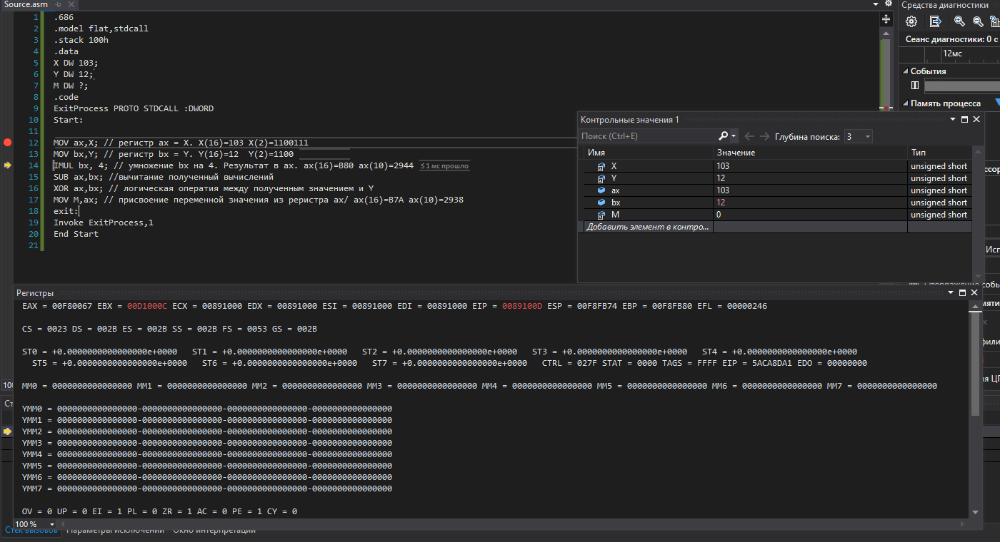 Source.asm
1 .686
2 .model flat,stdcall
3 .stack 100h
4 .data
5 X DW 103;
6 Y DW 12;
7 M DW ?;
8 .code
9 ExitProcess PROTO STDCALL :DWORD
10 Start:
11
12 MOV ax,X; // регистр ax = X. X(16)=103 X(2)=1100111
13 MOV bx,Y; // регистр bx = Y. Y(16)=12 Y(2)=1100
14 IMUL bx, 4; // умножение bx на 4. Результат в ax. ax(16)=B80 ax(10)=2944 ≤1 мс прошло
15 SUB ax,bx; //вычитание полученный вычислений
16 XOR ax,bx; // логическая оператия между полученным значением и Y
17 MOV M,ax; // присвоение переменной значения из реристра ax/ ax(16)=B7A ax(10)=2938
18 exit:
19 Invoke ExitProcess,1
20 End Start
21
Средства диагностики
Сеанс диагностики: 0 с
12мс
События
Память процесса
Контрольные значения 1
Поиск (Ctrl+E) Глубина поиска: 3
Имя Значение Тип
X 103 unsigned short
Y 12 unsigned short
ax 103 unsigned short
bx 12 unsigned short
M 0 unsigned short
Добавить элемент в контро...
Регистры
EAX = 00F80067 EBX = 00D1000C ECX = 00891000 EDX = 00891000 ESI = 00891000 EDI = 00891000 EIP = 0089100D ESP = 00F8FB74 EBP = 00F8FB80 EFL = 00000246
CS = 0023 DS = 002B ES = 002B SS = 002B FS = 0053 GS = 002B
ST0 = +0.0000000000000000e+0000 ST1 = +0.0000000000000000e+0000 ST2 = +0.0000000000000000e+0000 ST3 = +0.0000000000000000e+0000 ST4 = +0.0000000000000000e+0000
ST5 = +0.0000000000000000e+0000 ST6 = +0.0000000000000000e+0000 ST7 = +0.0000000000000000e+0000 CTRL = 027F STAT = 0000 TAGS = FFFF EIP = 5ACA8DA1 EDO = 00000000
MM0 = 0000000000000000 MM1 = 0000000000000000 MM2 = 0000000000000000 MM3 = 0000000000000000 MM4 = 0000000000000000 MM5 = 0000000000000000 MM6 = 0000000000000000 MM7 = 0000000000000000
YMM0 = 0000000000000000-0000000000000000-0000000000000000-0000000000000000
YMM1 = 0000000000000000-0000000000000000-0000000000000000-0000000000000000
YMM2 = 0000000000000000-0000000000000000-0000000000000000-0000000000000000
YMM3 = 0000000000000000-0000000000000000-0000000000000000-0000000000000000
YMM4 = 0000000000000000-0000000000000000-0000000000000000-0000000000000000
YMM5 = 0000000000000000-0000000000000000-0000000000000000-0000000000000000
YMM6 = 0000000000000000-0000000000000000-0000000000000000-0000000000000000
YMM7 = 0000000000000000-0000000000000000-0000000000000000-0000000000000000
OV = 0 UP = 0 EI = 1 PL = 0 ZR = 1 AC = 0 PE = 1 CY = 0
100 %
Стек вызовов Параметры исключений Окно интерпретации